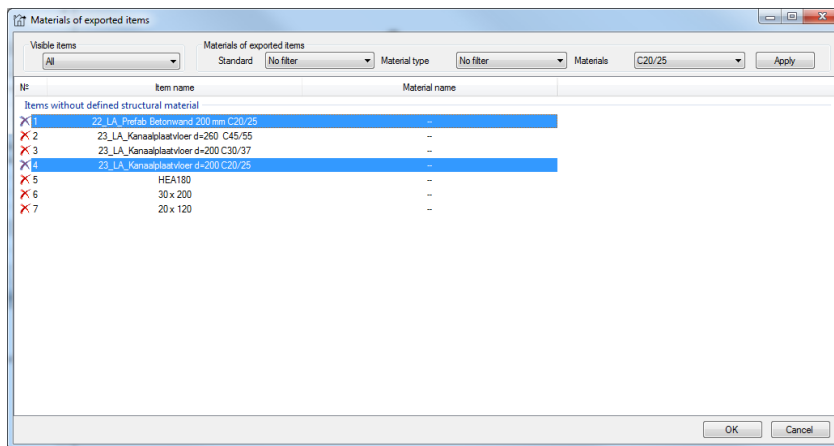 Materials of exported items
Visible items
All
Materials of exported items
Standard No filter Material type No filter Materials C20/25 Apply
Nº Item name Material name
Items without defined structural material
1 22_LA_Prefab Betonwand 200 mm C20/25 --
2 23_LA_Kanaalplaatvloer d=260 C45/55 --
3 23_LA_Kanaalplaatvloer d=200 C30/37 --
4 23_LA_Kanaalplaatvloer d=200 C20/25 --
5 HEA180 --
6 30 x 200 --
7 20 x 120 --
OK Cancel